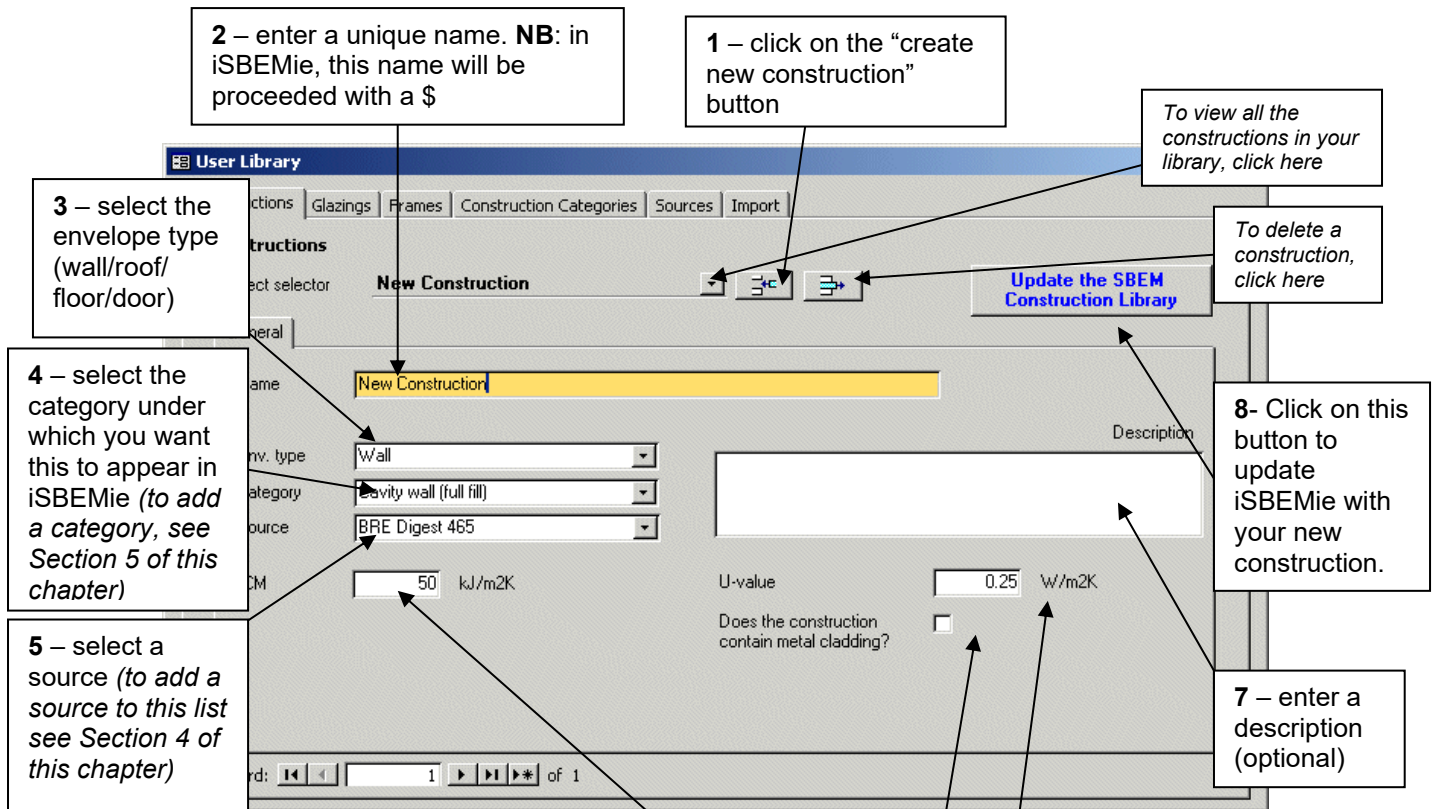 2 – enter a unique name. NB: in
iSBEMie, this name will be
proceeded with a $
1 – click on the “create
new construction”
button
To view all the
constructions in your
library, click here
User Library
3 – select the
envelope type
(wall/roof/
floor/door)
ctions Glazings Frames Construction Categories Sources Import
To delete a
construction,
click here
tructions
ect selector New Construction
Update the SBEM
Construction Library
neral
4 – select the
category under
which you want
this to appear in
iSBEMie (to add
a category, see
Section 5 of this
chapter)
ame New Construction
Description
nv. type Wall
ategory Cavity wall (full fill)
ource BRE Digest 465
8- Click on this
button to
update
iSBEMie with
your new
construction.
CM 50 kJ/m2K U-value 0.25 W/m2K
Does the construction
contain metal cladding?
5 – select a
source (to add a
source to this list
see Section 4 of
this chapter)
7 – enter a
description
(optional)
rd: 1 of 1